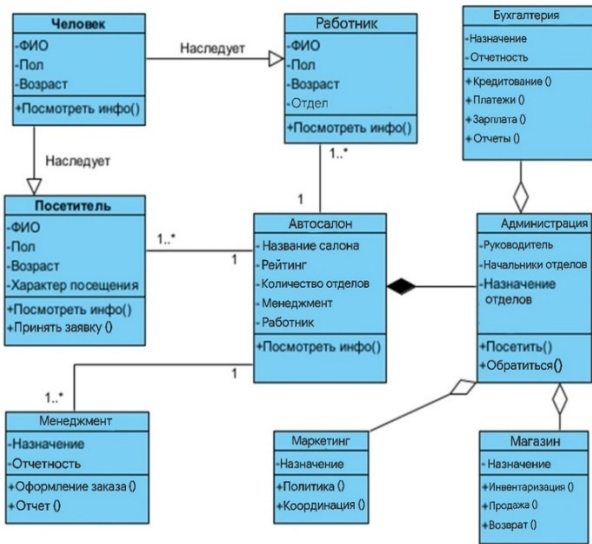 Человек
-ФИО
-Пол
-Возраст
+Посмотреть инфо()
Наследует
Работник
-ФИО
-Пол
-Возраст
-Отдел
+Посмотреть инфо()
Бухгалтерия
-Назначение
-Отчетность
+Кредитование ()
+Платежи ()
+Зарплата ()
+Отчеты ()
Наследует
1..*
1
Посетитель
-ФИО
-Пол
-Возраст
-Характер посещения
+Посмотреть инфо()
+Принять заявку ()
1..*
1
Автосалон
-Название салона
-Рейтинг
-Количество отделов
-Менеджмент
-Работник
+Посмотреть инфо()
Администрация
-Руководитель
-Начальники отделов
-Назначение
отделов
+Посетить()
+Обратиться()
1
1..*
Менеджмент
-Назначение
-Отчетность
+Оформление заказа ()
+Отчет ()
Маркетинг
-Назначение
+Политика ()
+Координация ()
Магазин
- Назначение
+Инвентаризация ()
+Продажа ()
+Возврат ()